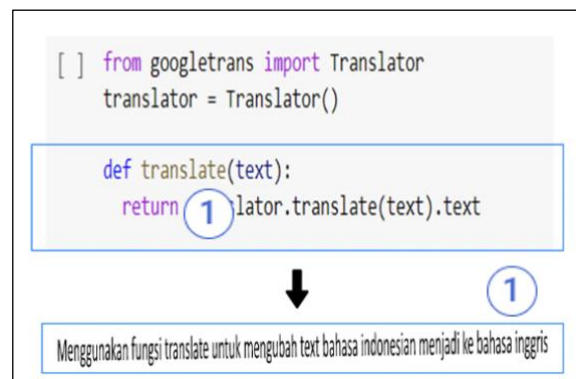 [ ] from googletrans import Translator
translator = Translator()
def translate(text):
return 1 lator.translate(text).text
1
Menggunakan fungsi translate untuk mengubah text bahasa indonesian menjadi ke bahasa inggris